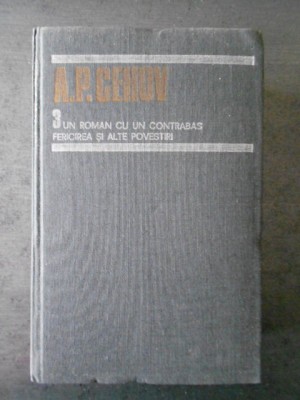 A.P. CEHOV
3 UN ROMAN CU UN CONTRABAS
FERICIREA ȘI ALTE POVESTIRI